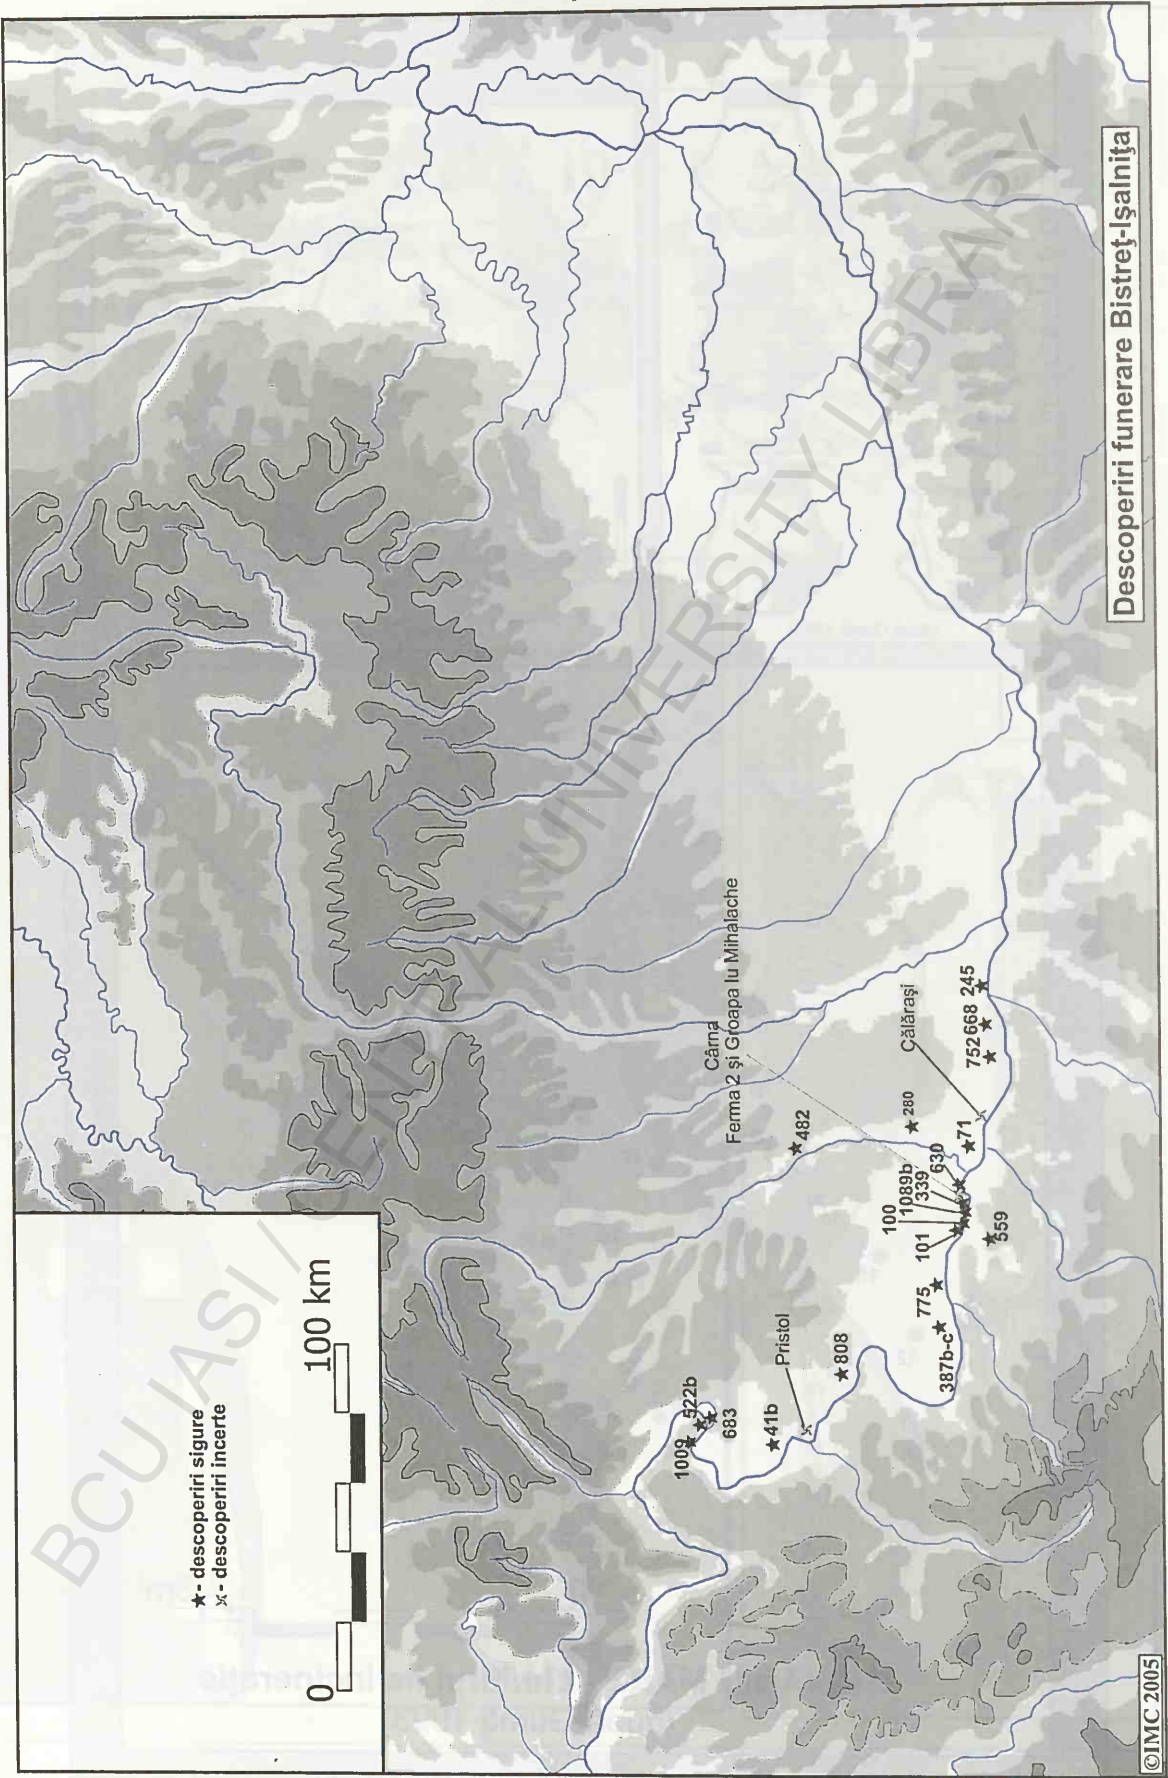 BCU IASI / CENTRAL UNIVERSITY LIBRARY
★- descoperiri sigure
- descoperiri incerte
0
100 km
1009
522b
683
41b
Pristol
808
387b-c
775
101
100
1089b
339
630
559
71
280
482
Cârna
Ferma 2 și Groapa lu Mihalache
Călărași
752
668
245
Descoperiri funerare Bistreţ-Işalniţa
©IMC 2005